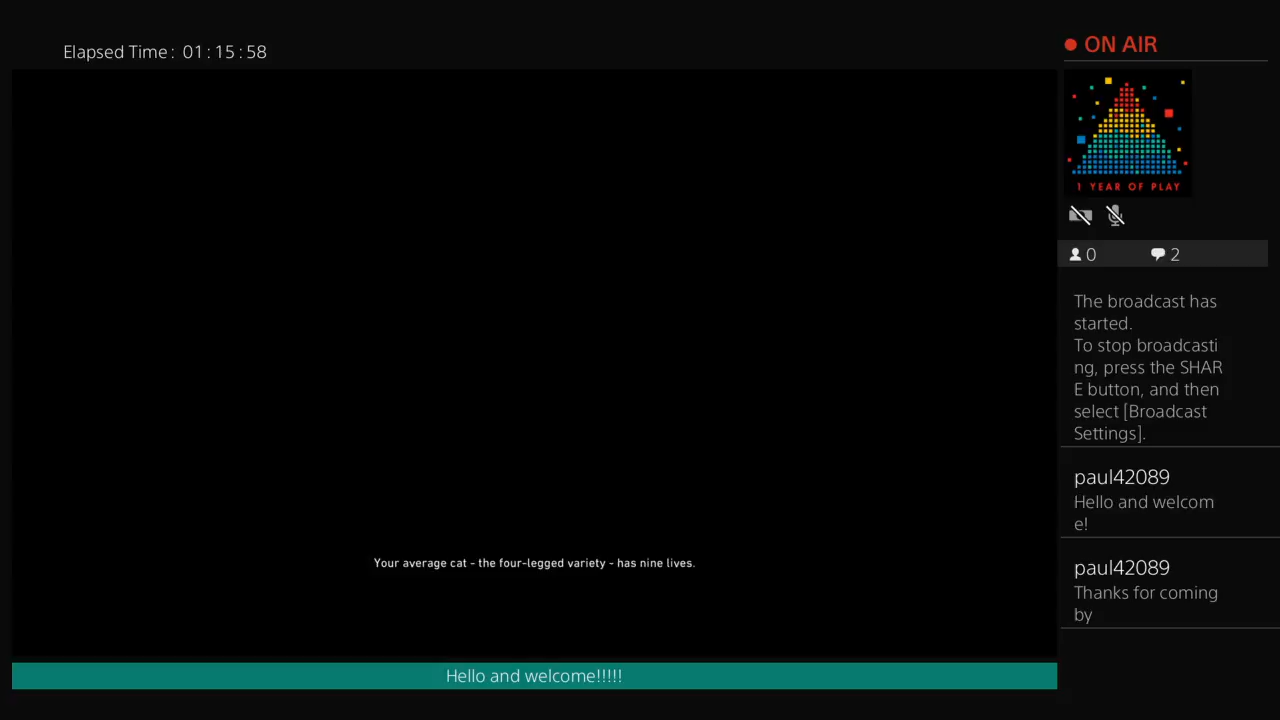 Elapsed Time: 01:15:58
ON AIR
1 YEAR OF PLAY
0
2
The broadcast has
started.
To stop broadcasti
ng, press the SHAR
E button, and then
select [Broadcast
Settings].
paul42089
Hello and welcom
e!
paul42089
Thanks for coming
by
Your average cat - the four-legged variety - has nine lives.
Hello and welcome!!!!!